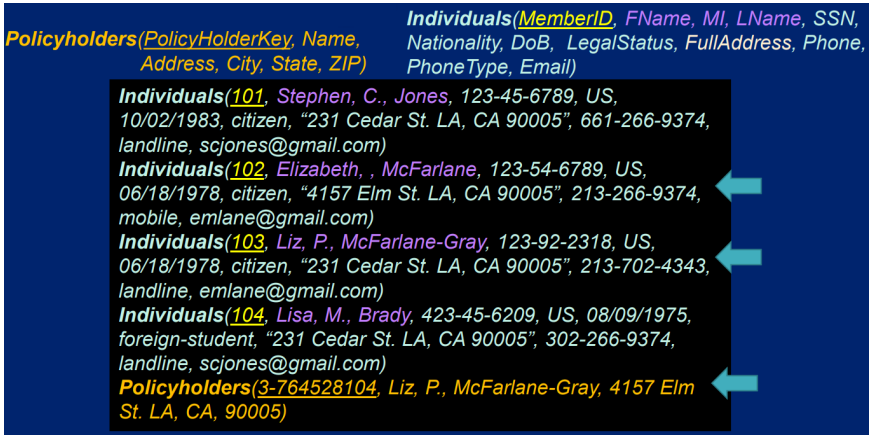 Policyholders(PolicyHolderKey, Name,
Address, City, State, ZIP)
Individuals(MemberID, FName, MI, LName, SSN,
Nationality, DoB, LegalStatus, FullAddress, Phone,
PhoneType, Email)
Individuals(101, Stephen, C., Jones, 123-45-6789, US,
10/02/1983, citizen, “231 Cedar St. LA, CA 90005”, 661-266-9374,
landline, scjones@gmail.com)
Individuals(102, Elizabeth, , McFarlane, 123-54-6789, US,
06/18/1978, citizen, “4157 Elm St. LA, CA 90005”, 213-266-9374,
mobile, emlane@gmail.com)
Individuals(103, Liz, P., McFarlane-Gray, 123-92-2318, US,
06/18/1978, citizen, “231 Cedar St. LA, CA 90005”, 213-702-4343,
landline, emlane@gmail.com)
Individuals(104, Lisa, M., Brady, 423-45-6209, US, 08/09/1975,
foreign-student, “231 Cedar St. LA, CA 90005”, 302-266-9374,
landline, scjones@gmail.com)
Policyholders(3-764528104, Liz, P., McFarlane-Gray, 4157 Elm
St. LA, CA, 90005)